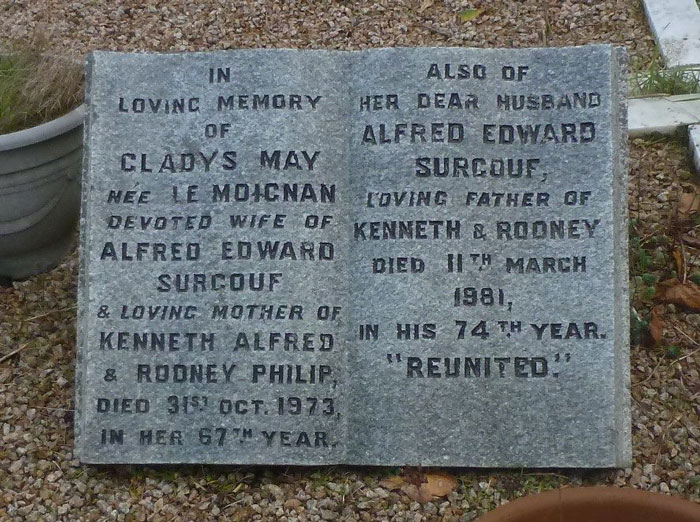 IN
LOVING MEMORY
OF
GLADYS MAY
NÉE LE MOIGNAN
DEVOTED WIFE OF
ALFRED EDWARD
SURCOUF
& LOVING MOTHER OF
KENNETH ALFRED
& RODNEY PHILIP,
DIED 31ST OCT. 1973,
IN HER 67TH YEAR.
ALSO OF
HER DEAR HUSBAND
ALFRED EDWARD
SURCOUF,
LOVING FATHER OF
KENNETH & RODNEY
DIED 11TH MARCH
1981,
IN HIS 74TH YEAR.
"REUNITED."